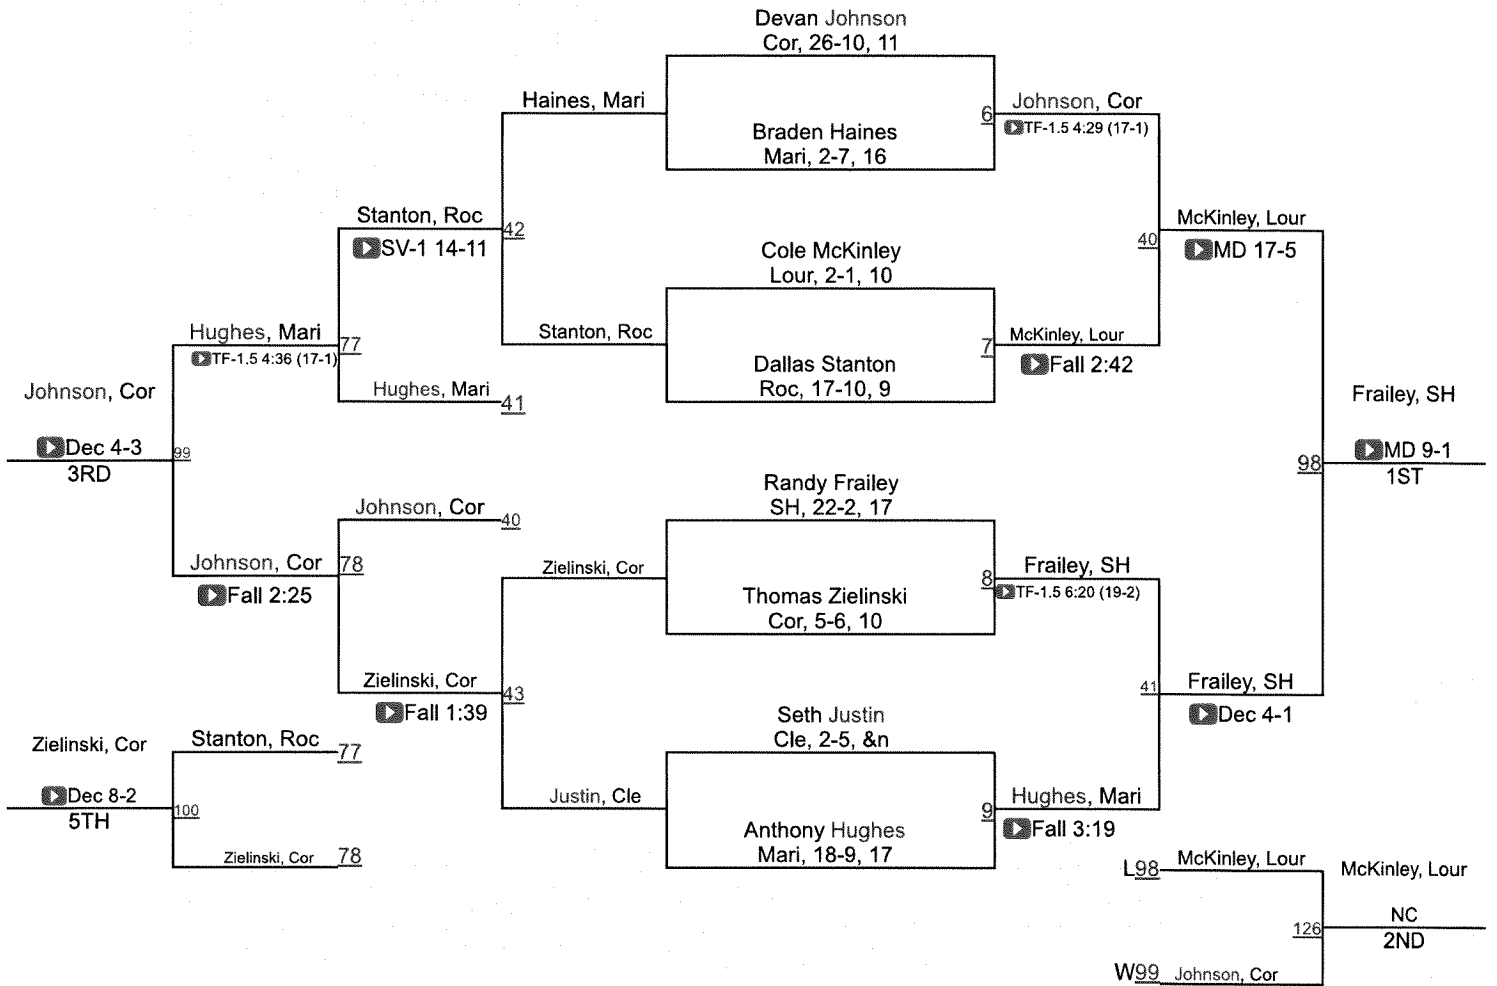 Devan Johnson
Cor, 26-10, 11
Haines, Mari
6
Johnson, Cor
TF-1.5 4:29 (17-1)
Braden Haines
Mari, 2-7, 16
Stanton, Roc
42
SV-1 14-11
McKinley, Lour
40
MD 17-5
Cole McKinley
Lour, 2-1, 10
Hughes, Mari
77
TF-1.5 4:36 (17-1)
Stanton, Roc
7
McKinley, Lour
Fall 2:42
Dallas Stanton
Roc, 17-10, 9
Johnson, Cor
Hughes, Mari
41
Frailey, SH
Dec 4-3
99
3RD
98
MD 9-1
1ST
Randy Frailey
SH, 22-2, 17
Johnson, Cor
40
Johnson, Cor
78
Fall 2:25
Zielinski, Cor
8
Frailey, SH
TF-1.5 6:20 (19-2)
Thomas Zielinski
Cor, 5-6, 10
Zielinski, Cor
43
Fall 1:39
41
Frailey, SH
Dec 4-1
Seth Justin
Cle, 2-5, &n
Zielinski, Cor
Stanton, Roc
77
Dec 8-2
100
5TH
Justin, Cle
9
Hughes, Mari
Fall 3:19
Anthony Hughes
Mari, 18-9, 17
Zielinski, Cor
78
L98
McKinley, Lour
McKinley, Lour
126
NC
2ND
W99
Johnson, Cor